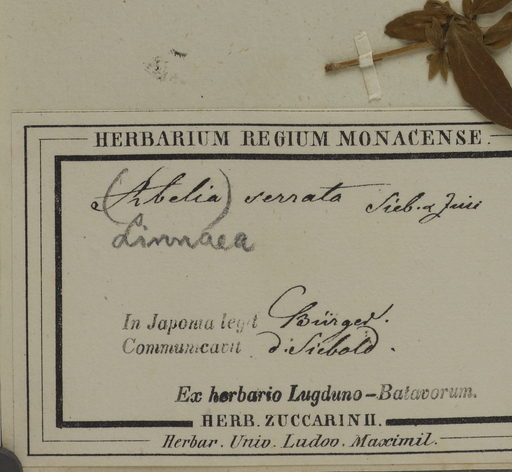 HERBARIUM REGIUM MONACENSE.
(Abelia) serrata Sieb. & Zucc
Linnaea
In Japonia legit Bürger.
Communicavit d: Siebold.
Ex herbario Lugduno-Batavorum.
HERB. ZUCCARINII.
Herbar. Univ. Ludov. Maximil.